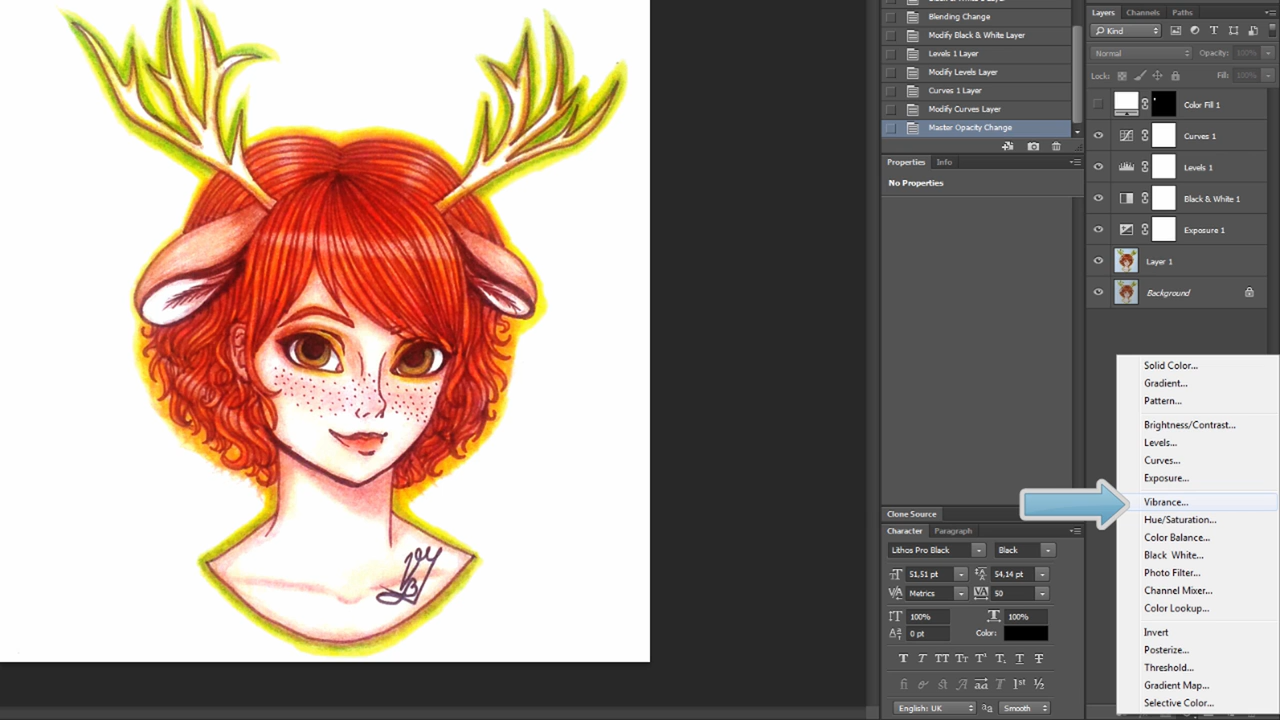 Blending Change
Modify Black & White Layer
Levels 1 Layer
Modify Levels Layer
Curves 1 Layer
Modify Curves Layer
Master Opacity Change
Properties Info
No Properties
Clone Source
Character Paragraph
Lithos Pro Black Black
51,51 pt 54,14 pt
Metrics 50
100% 100%
0 pt Color:
English: UK Smooth
Layers Channels Paths
Kind
Normal Opacity: 100%
Lock: Fill: 100%
Color Fill 1
Curves 1
Levels 1
Black & White 1
Exposure 1
Layer 1
Background
Solid Color...
Gradient...
Pattern...
Brightness/Contrast...
Levels...
Curves...
Exposure...
Vibrance...
Hue/Saturation...
Color Balance...
Black White...
Photo Filter...
Channel Mixer...
Color Lookup...
Invert
Posterize...
Threshold...
Gradient Map...
Selective Color...